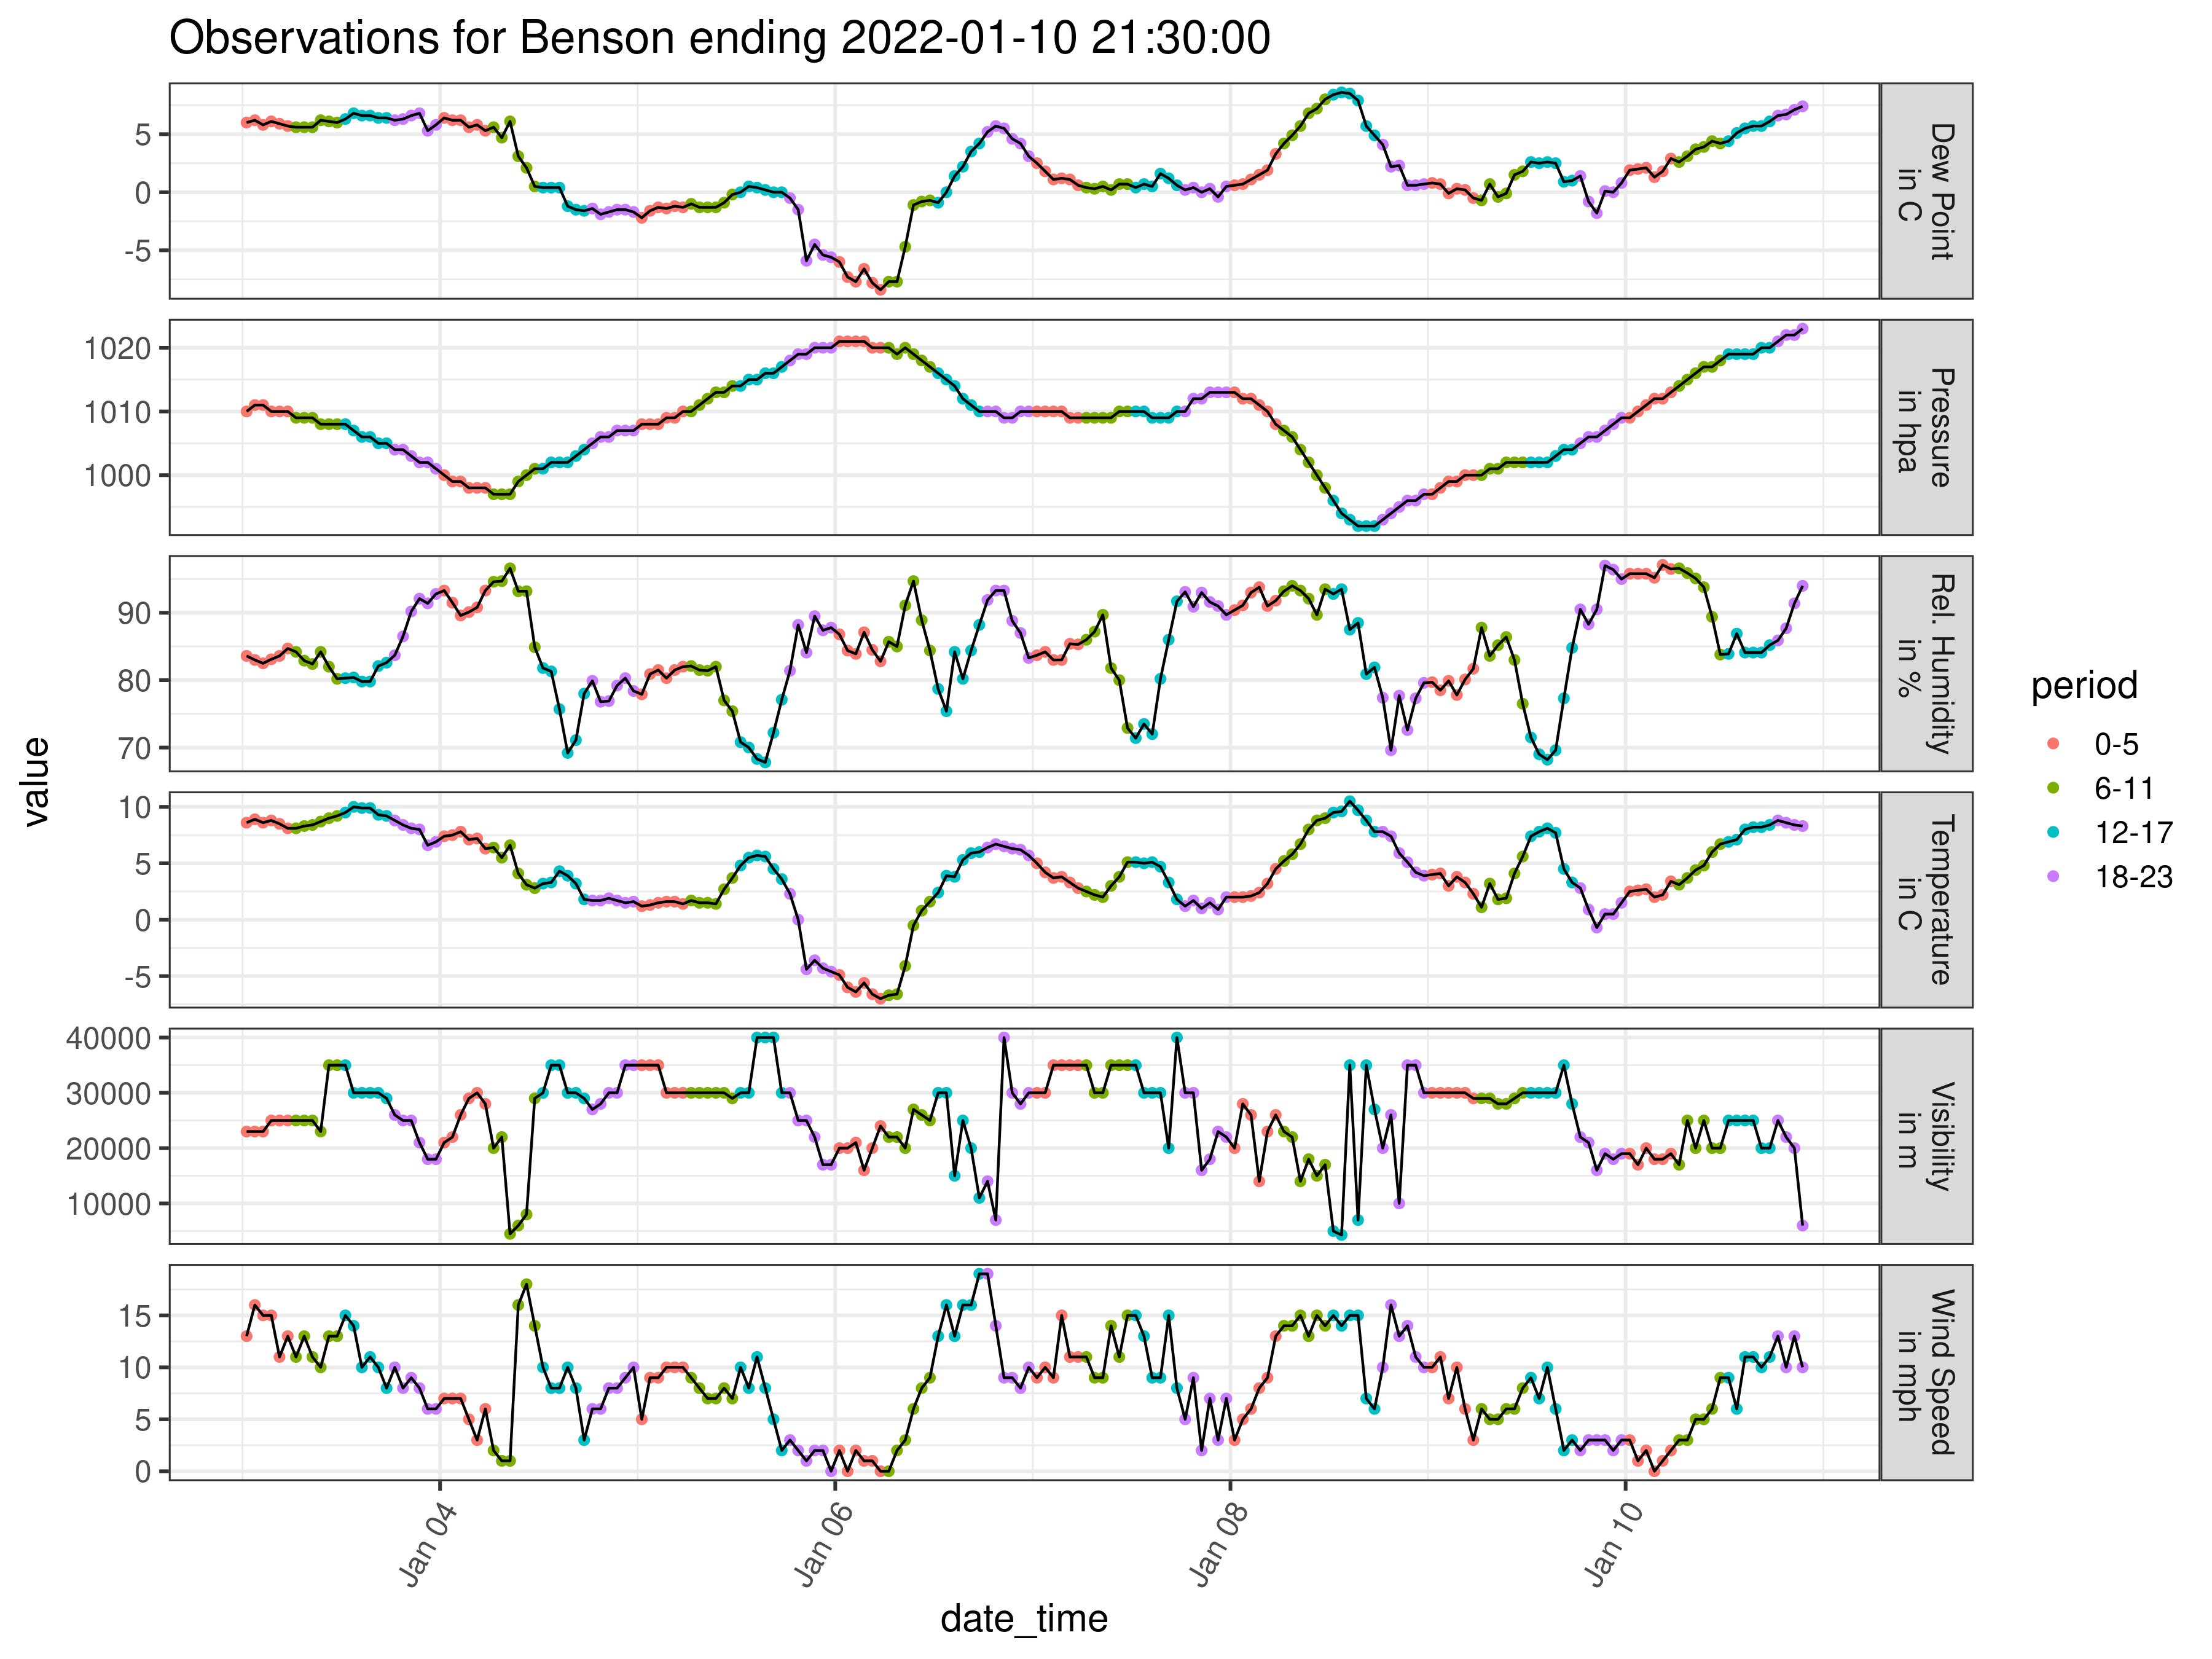 Observations for Benson ending 2022-01-10 21:30:00
value
5
0
-5
Dew Point
in C
1020
1010
1000
Pressure
in hpa
90
80
70
Rel. Humidity
in %
10
5
0
-5
Temperature
in C
40000
30000
20000
10000
Visibility
in m
15
10
5
0
Wind Speed
in mph
Jan 04
Jan 06
Jan 08
Jan 10
date_time
period
0-5
6-11
12-17
18-23